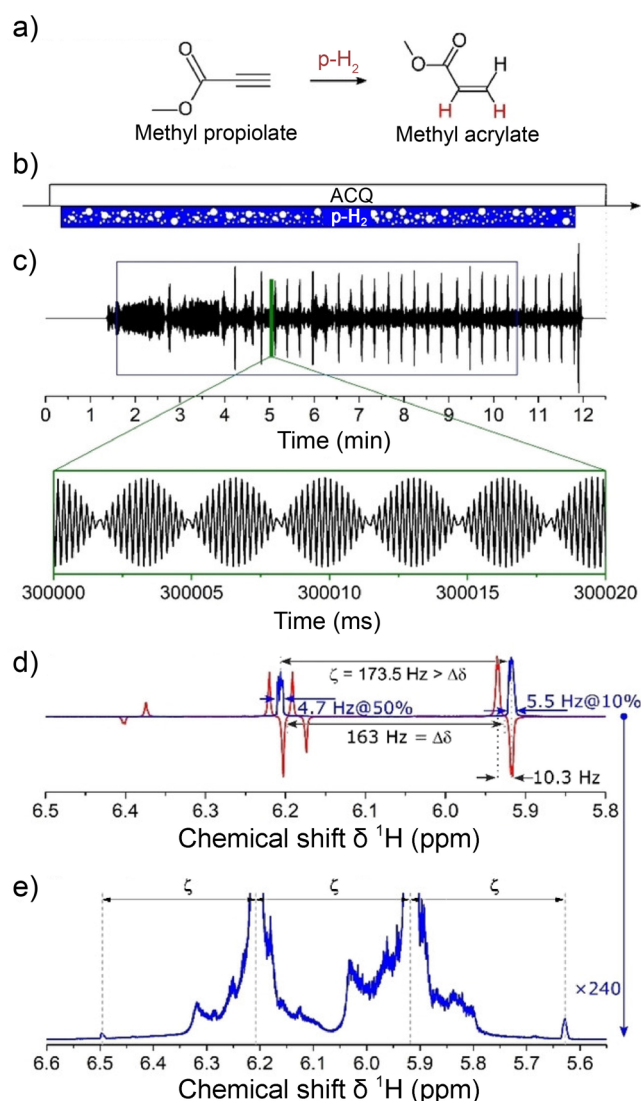 a)
p-H₂
O
O
Methyl propiolate
O
O
H
H
H
Methyl acrylate
b)
ACQ
p-H₂
c)
0 1 2 3 4 5 6 7 8 9 10 11 12
Time (min)
300000 300005 300010 300015 300020
Time (ms)
d)
ζ = 173.5 Hz > Δδ
4.7 Hz@50%
5.5 Hz@10%
163 Hz = Δδ
10.3 Hz
6.5 6.4 6.3 6.2 6.1 6.0 5.9 5.8
Chemical shift δ ¹H (ppm)
e)
ζ ζ ζ
×240
6.6 6.5 6.4 6.3 6.2 6.1 6.0 5.9 5.8 5.7 5.6
Chemical shift δ ¹H (ppm)